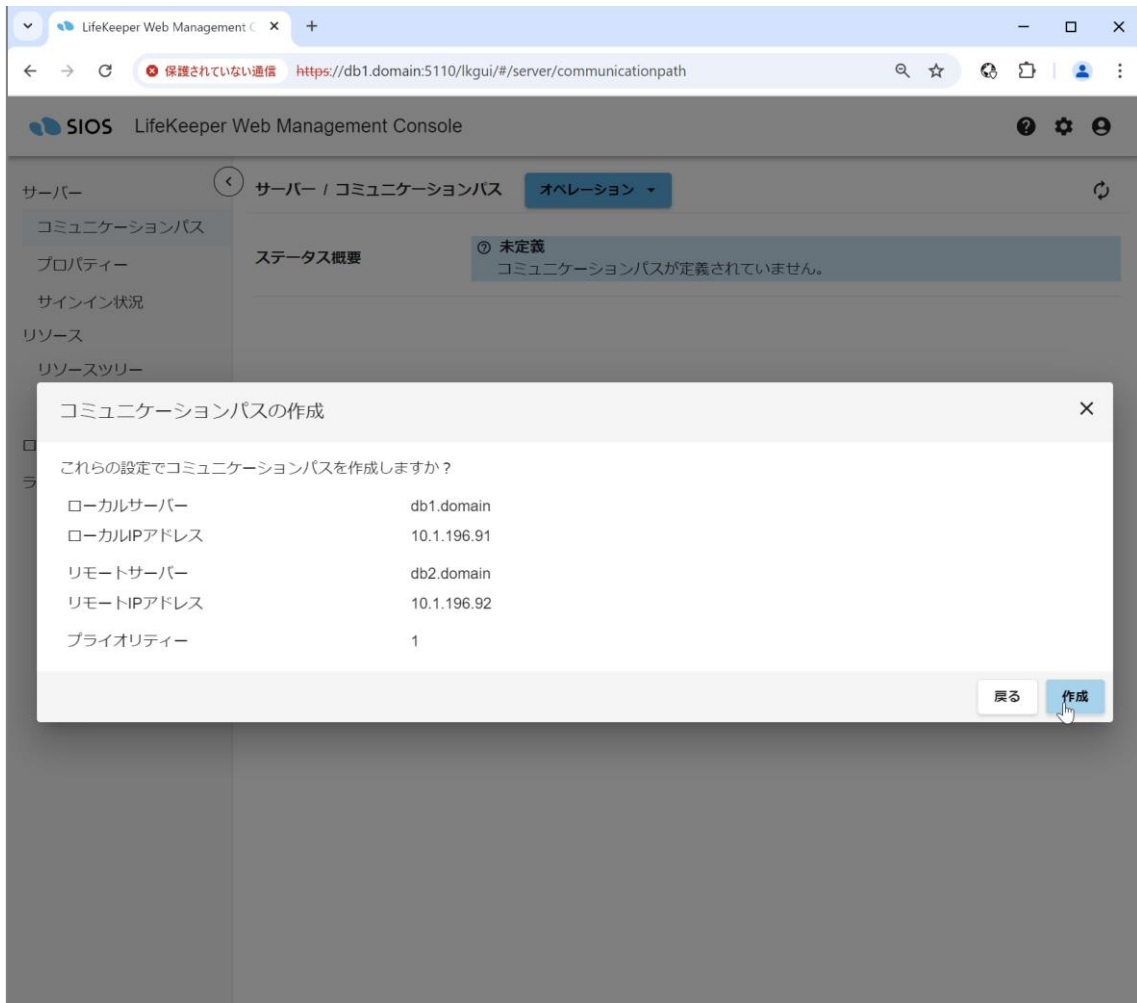 LifeKeeper Web Management C
保護されていない通信 https://db1.domain:5110/lkgui/#/server/communicationpath
SIOS LifeKeeper Web Management Console
サーバー
コミュニケーションパス
プロパティー
サインイン状況
リソース
リソースツリー
サーバー / コミュニケーションパス オペレーション
ステータス概要
未定義
コミュニケーションパスが定義されていません。
コミュニケーションパスの作成
これらの設定でコミュニケーションパスを作成しますか？
ローカルサーバー db1.domain
ローカルIPアドレス 10.1.196.91
リモートサーバー db2.domain
リモートIPアドレス 10.1.196.92
プライオリティー 1
戻る 作成